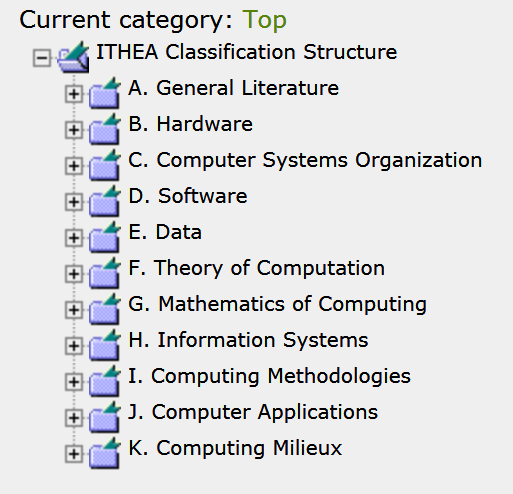 Current category: Top
ITHEA Classification Structure
A. General Literature
B. Hardware
C. Computer Systems Organization
D. Software
E. Data
F. Theory of Computation
G. Mathematics of Computing
H. Information Systems
I. Computing Methodologies
J. Computer Applications
K. Computing Milieux